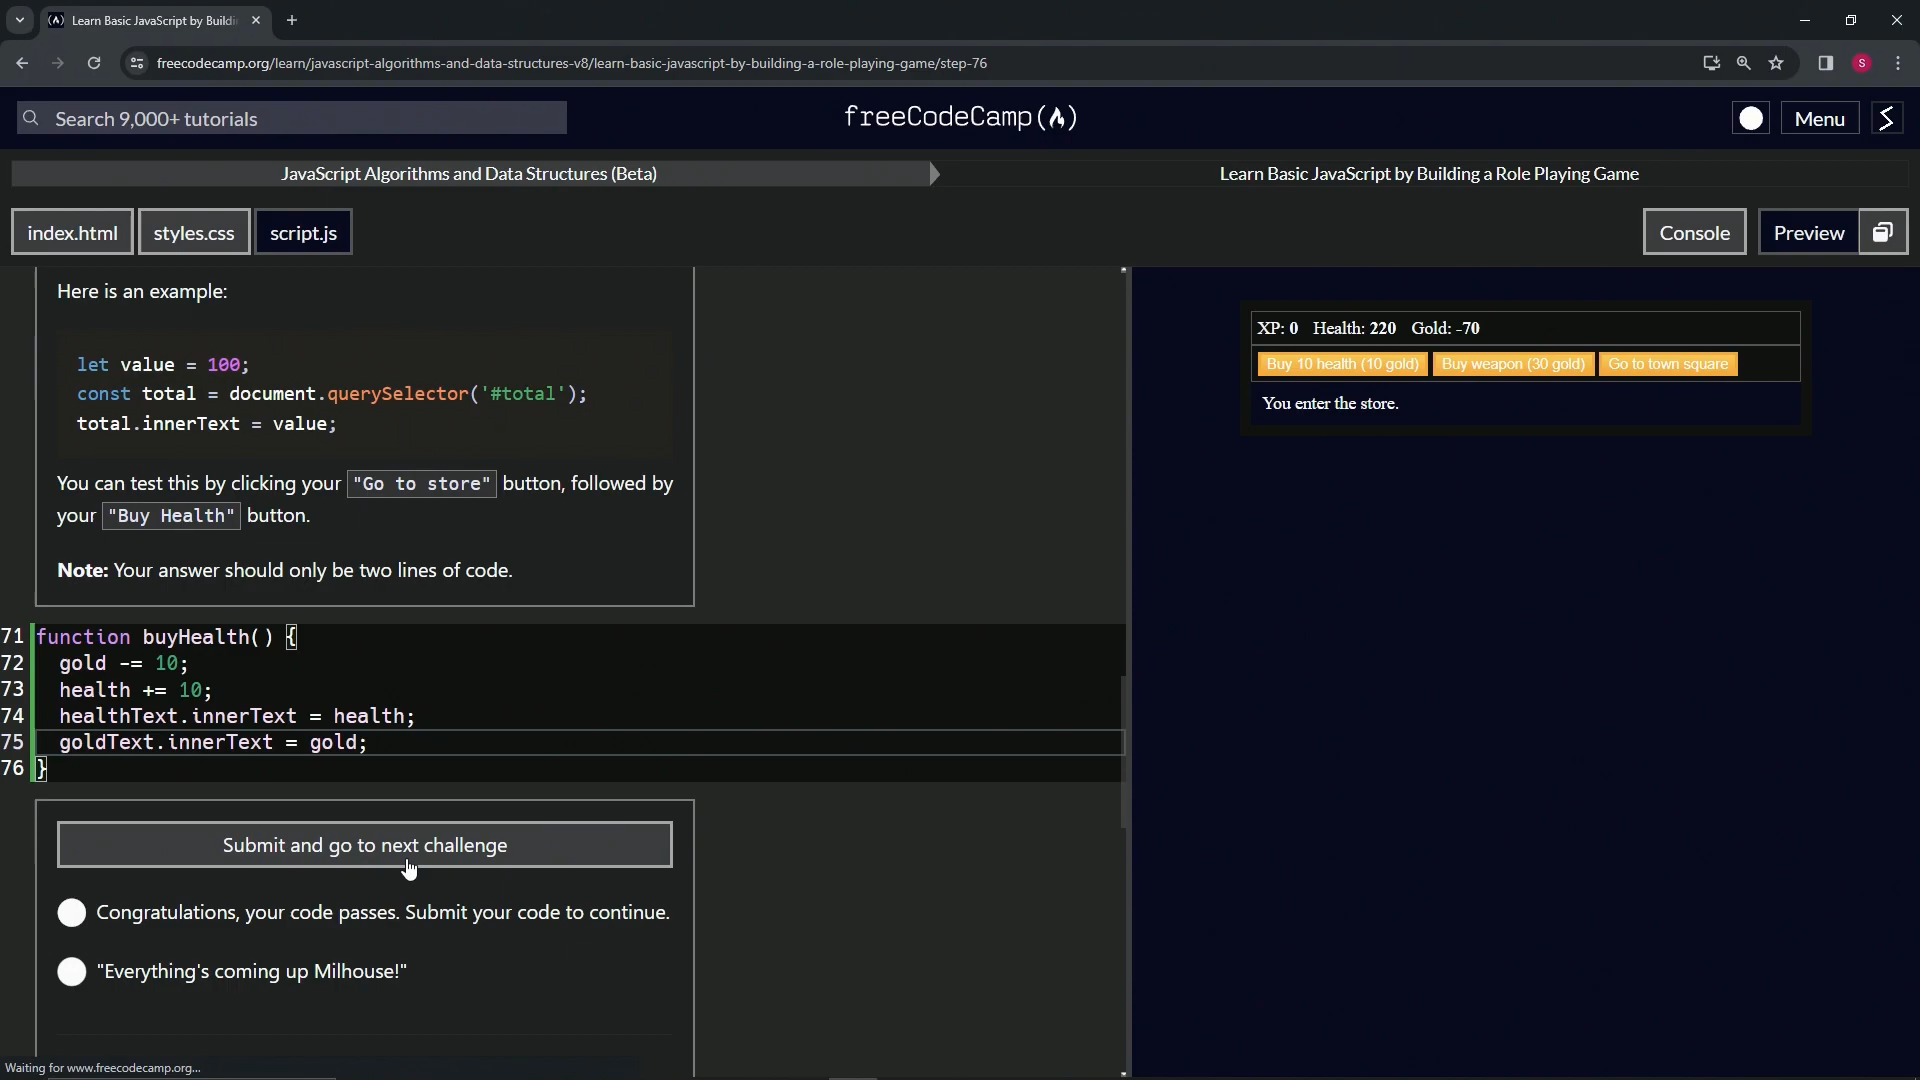 Learn Basic JavaScript by Buildi
freecodecamp.org/learn/javascript-algorithms-and-data-structures-v8/learn-basic-javascript-by-building-a-role-playing-game/step-76
S
Search 9,000+ tutorials
freeCodeCamp
Menu
JavaScript Algorithms and Data Structures (Beta)
Learn Basic JavaScript by Building a Role Playing Game
index.html
styles.css
script.js
Console
Preview
Here is an example:
let value = 100;
const total = document.querySelector('#total');
total.innerText = value;
You can test this by clicking your "Go to store" button, followed by
your "Buy Health" button.
Note: Your answer should only be two lines of code.
71 function buyHealth() {
72 gold -= 10;
73 health += 10;
74 healthText.innerText = health;
75 goldText.innerText = gold;
76 }
Submit and go to next challenge
Congratulations, your code passes. Submit your code to continue.
"Everything's coming up Milhouse!"
Waiting for www.freecodecamp.org...
XP: 0 Health: 220 Gold: -70
Buy 10 health (10 gold) Buy weapon (30 gold) Go to town square
You enter the store.